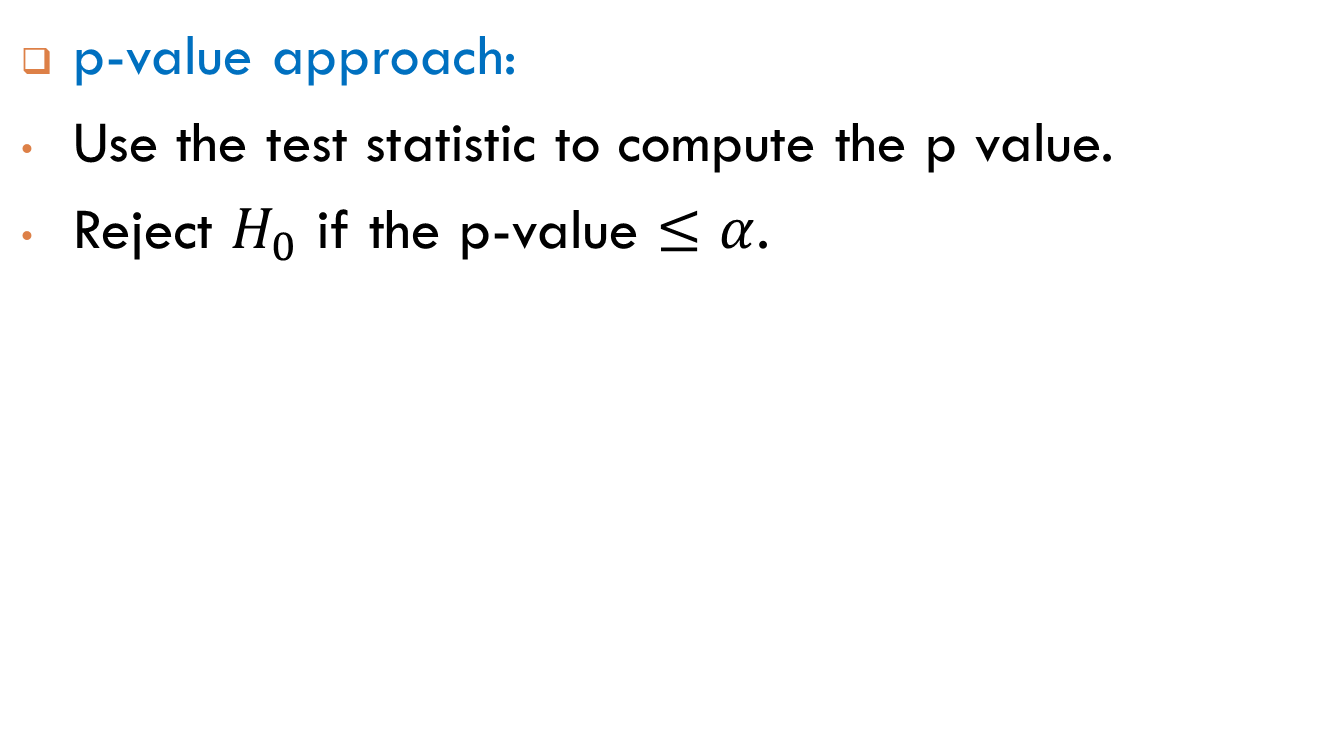 p-value approach:
Use the test statistic to compute the p value.
Reject 𝐻₀ if the p-value ≤ 𝛼.